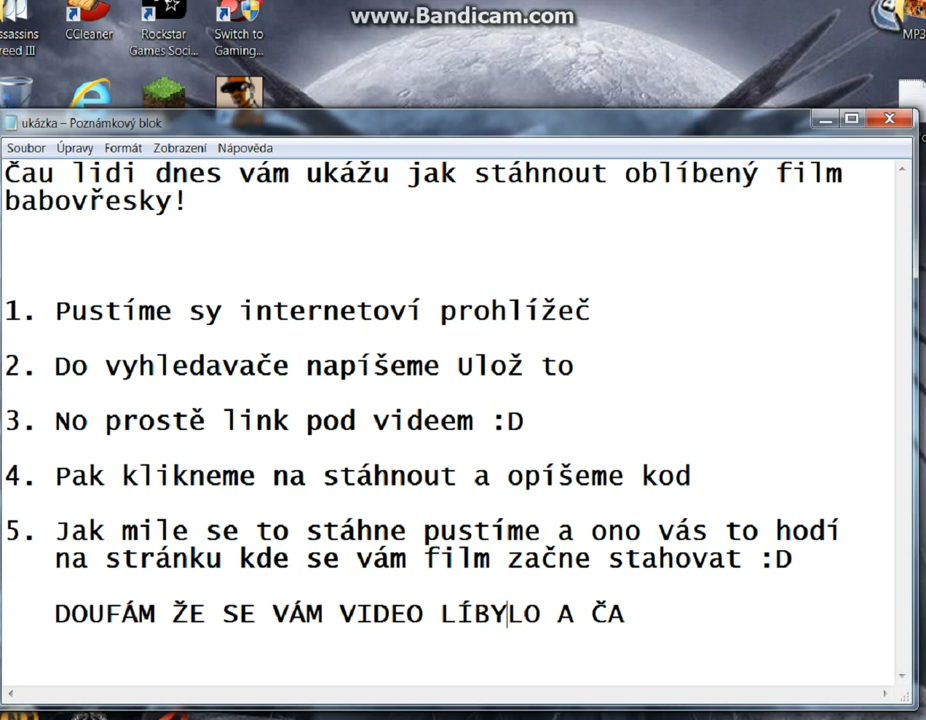 www.Bandicam.com
ssassins
reed III
CCleaner
Rockstar
Games Soci...
Switch to
Gaming...
MP3
ukázka – Poznámkový blok
Soubor Úpravy Formát Zobrazení Nápověda
Čau lidi dnes vám ukážu jak stáhnout oblíbený film
babovřesky!
1. Pustíme sy internetoví prohlížeč
2. Do vyhledavače napíšeme Ulož to
3. No prostě link pod videem :D
4. Pak klikneme na stáhnout a opíšeme kod
5. Jak mile se to stáhne pustíme a ono vás to hodí
na stránku kde se vám film začne stahovat :D
DOUFÁM ŽE SE VÁM VIDEO LÍBYLO A ČA